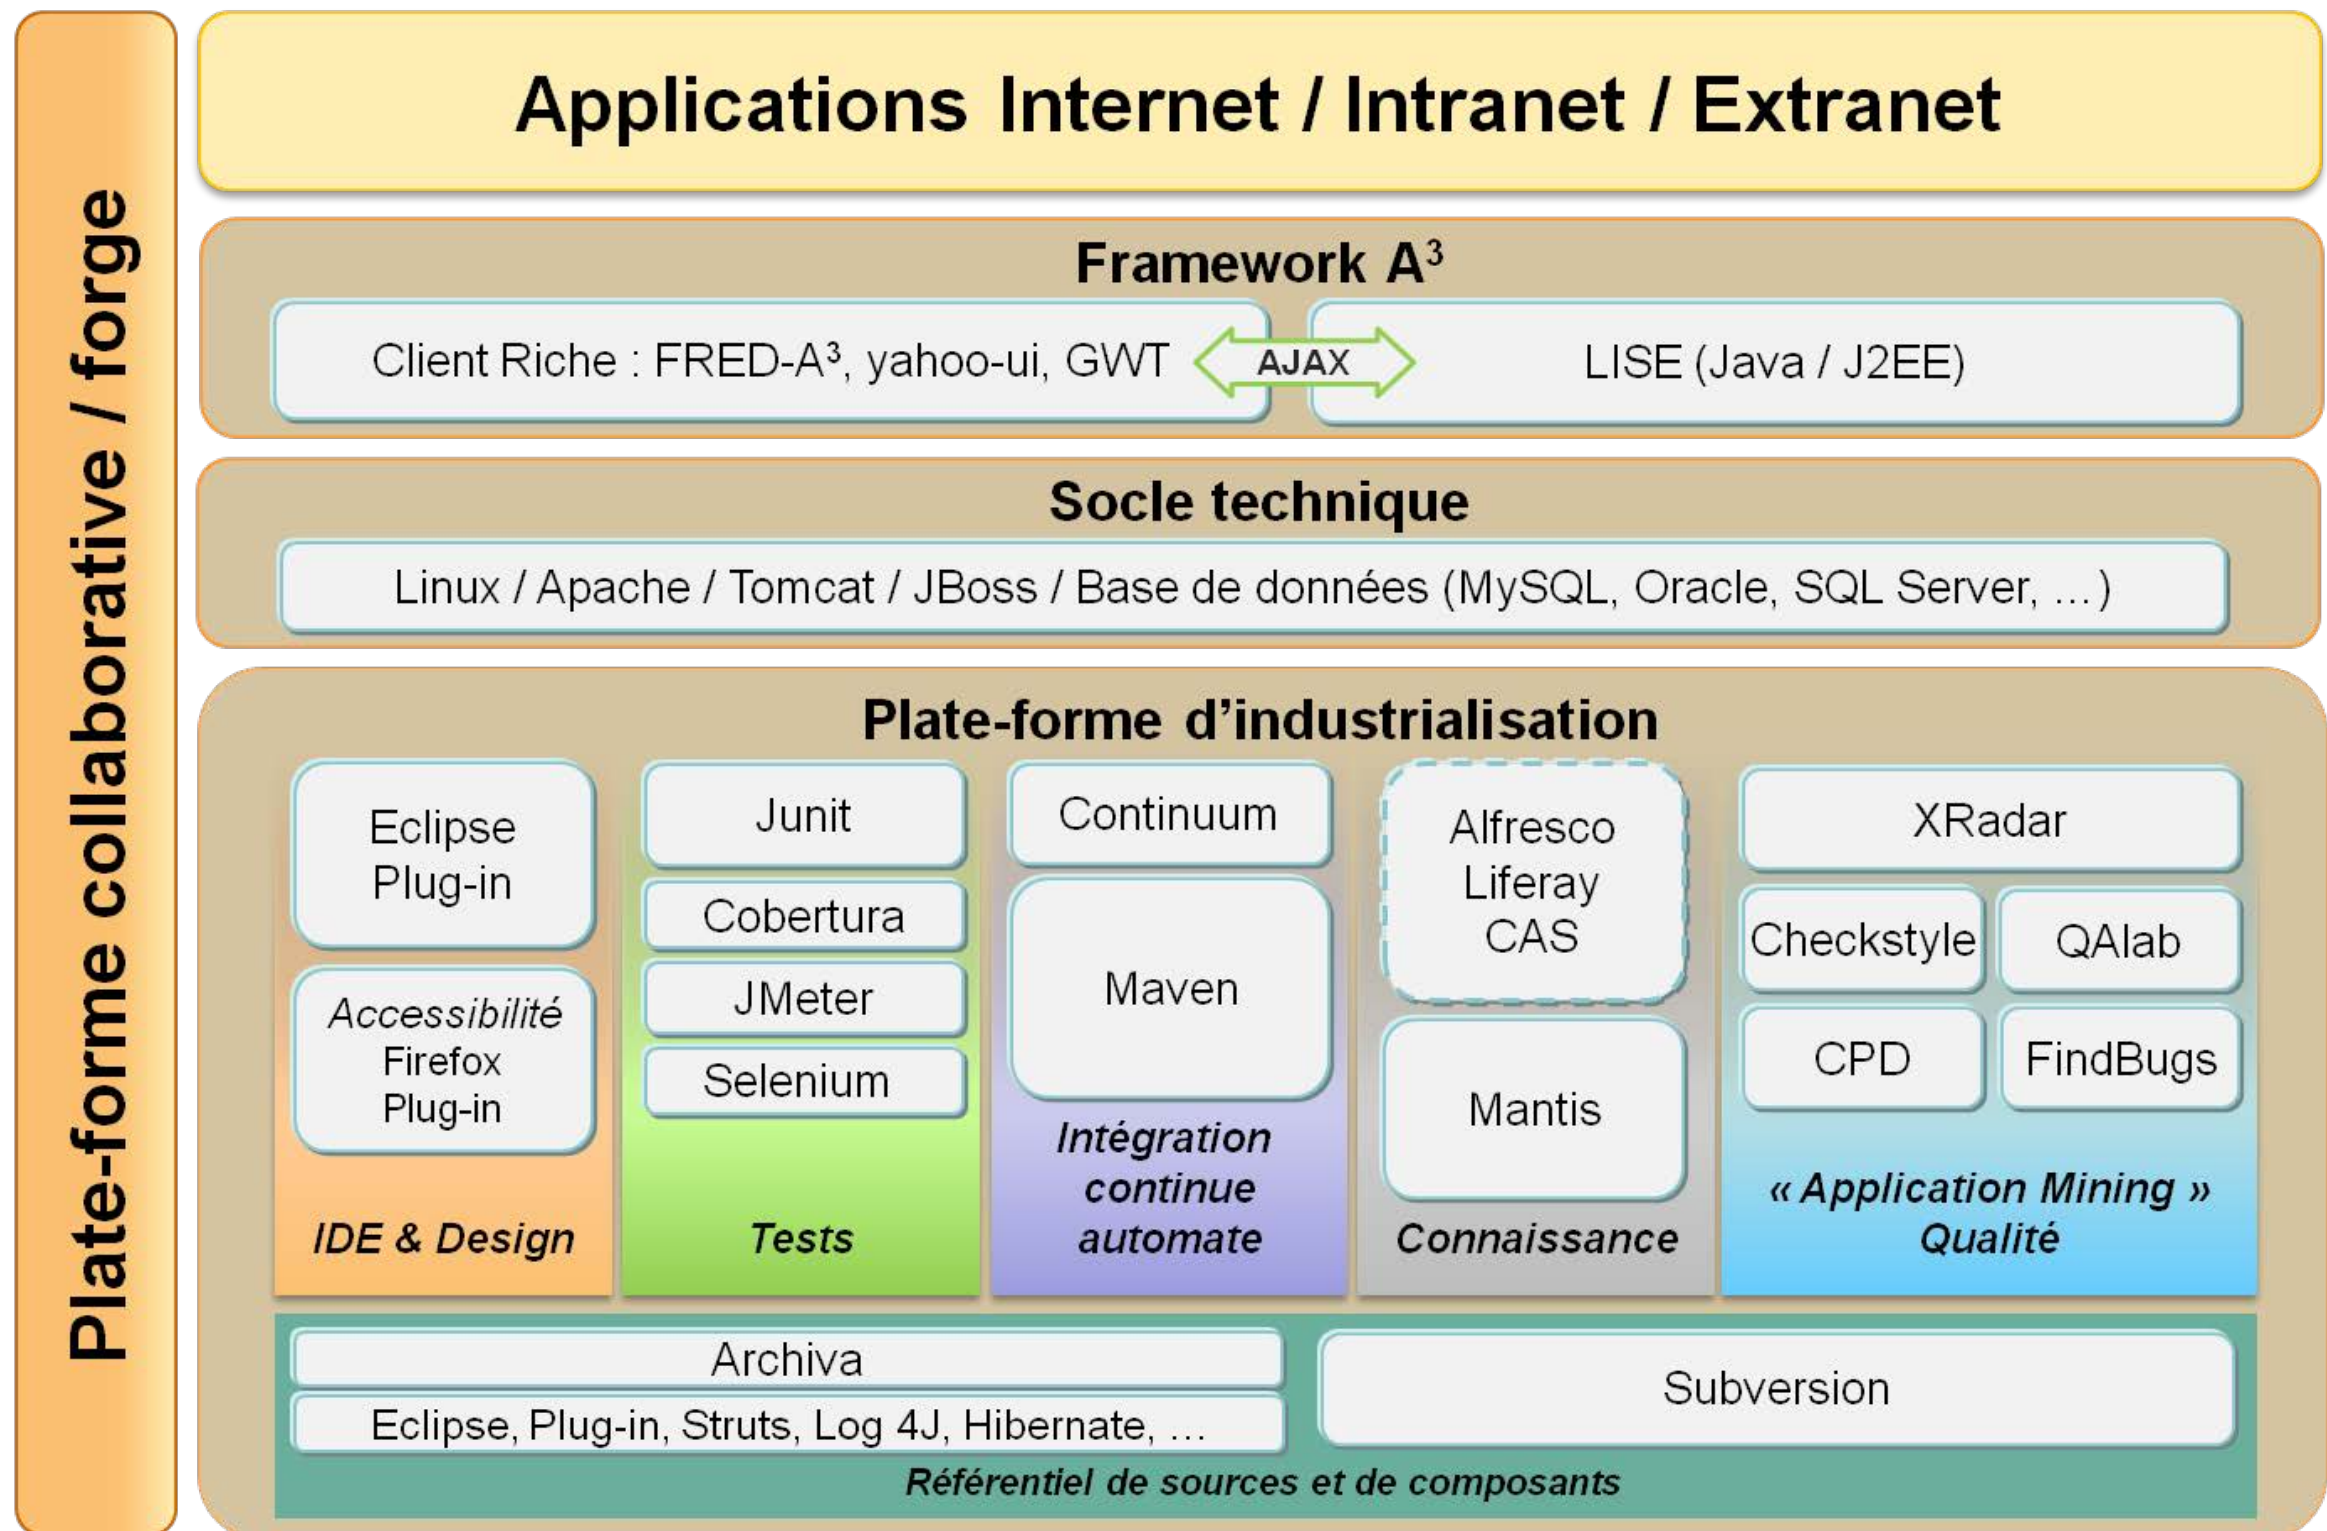 Plate-forme collaborative / forge
Applications Internet / Intranet / Extranet
Framework A³
Client Riche : FRED-A³, yahoo-ui, GWT
AJAX
LISE (Java / J2EE)
Socle technique
Linux / Apache / Tomcat / JBoss / Base de données (MySQL, Oracle, SQL Server, …)
Plate-forme d’industrialisation
Eclipse
Plug-in
Accessibilité
Firefox
Plug-in
IDE & Design
Junit
Cobertura
JMeter
Selenium
Tests
Continuum
Maven
Intégration
continue
automate
Alfresco
Liferay
CAS
Mantis
Connaissance
XRadar
Checkstyle
QAlab
CPD
FindBugs
« Application Mining »
Qualité
Archiva
Eclipse, Plug-in, Struts, Log 4J, Hibernate, …
Subversion
Référentiel de sources et de composants